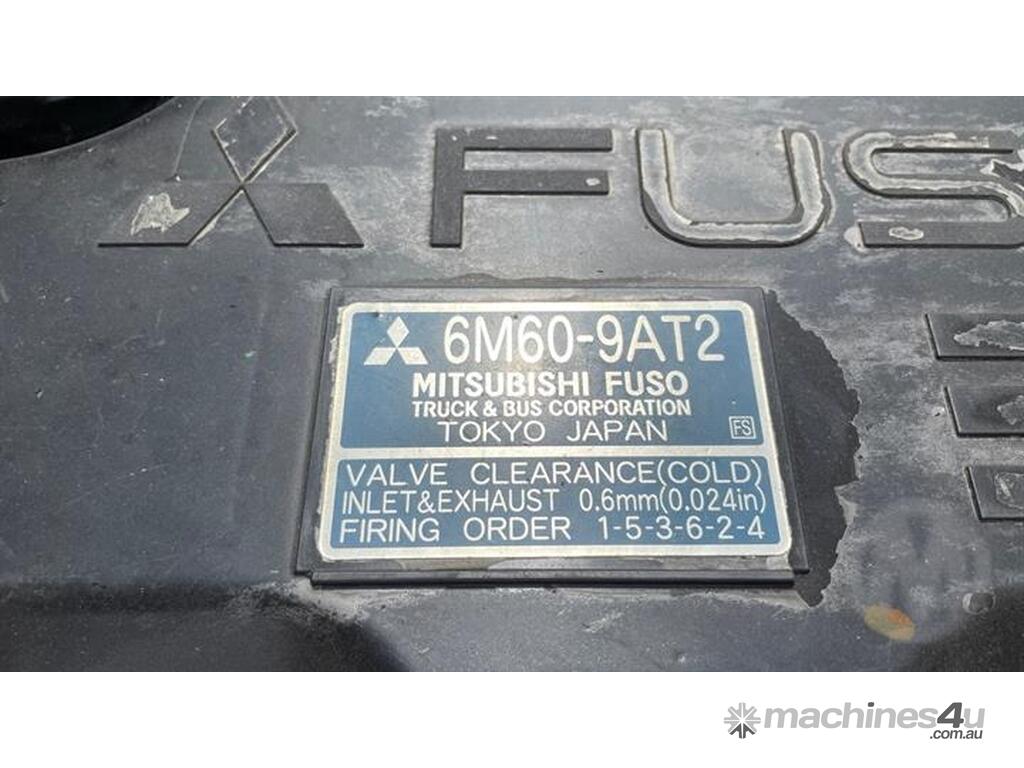 FUS
6M60-9AT2
MITSUBISHI FUSO
TRUCK & BUS CORPORATION
TOKYO JAPAN FS
VALVE CLEARANCE(COLD)
INLET&EXHAUST 0.6mm(0.024in)
FIRING ORDER 1-5-3-6-2-4
machines4u
.com.au